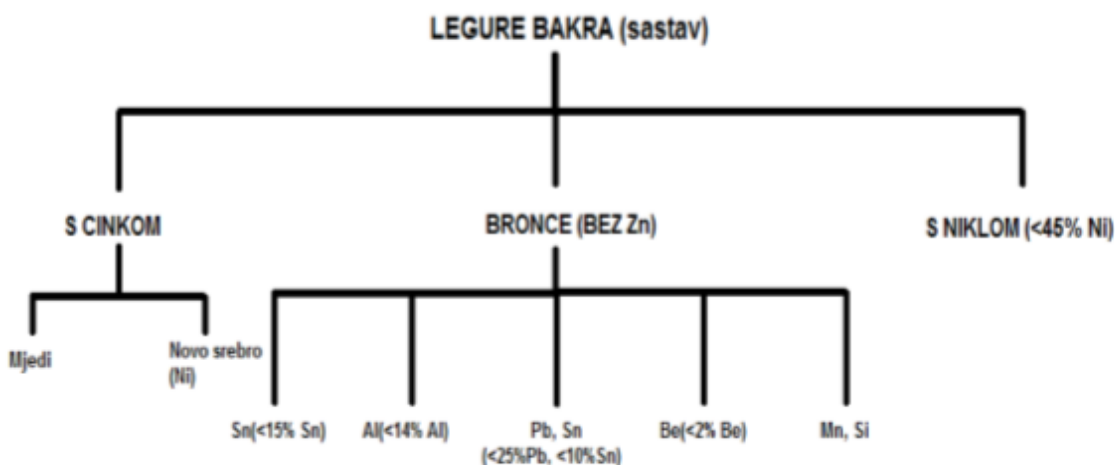 LEGURE BAKRA (sastav)
S CINKOM
BRONCE (BEZ Zn)
S NIKLOM (<45% Ni)
Mjedi
Novo srebro
(Ni)
Sn(<15% Sn)
Al(<14% Al)
Pb, Sn
(<25%Pb, <10%Sn)
Be(<2% Be)
Mn, Si